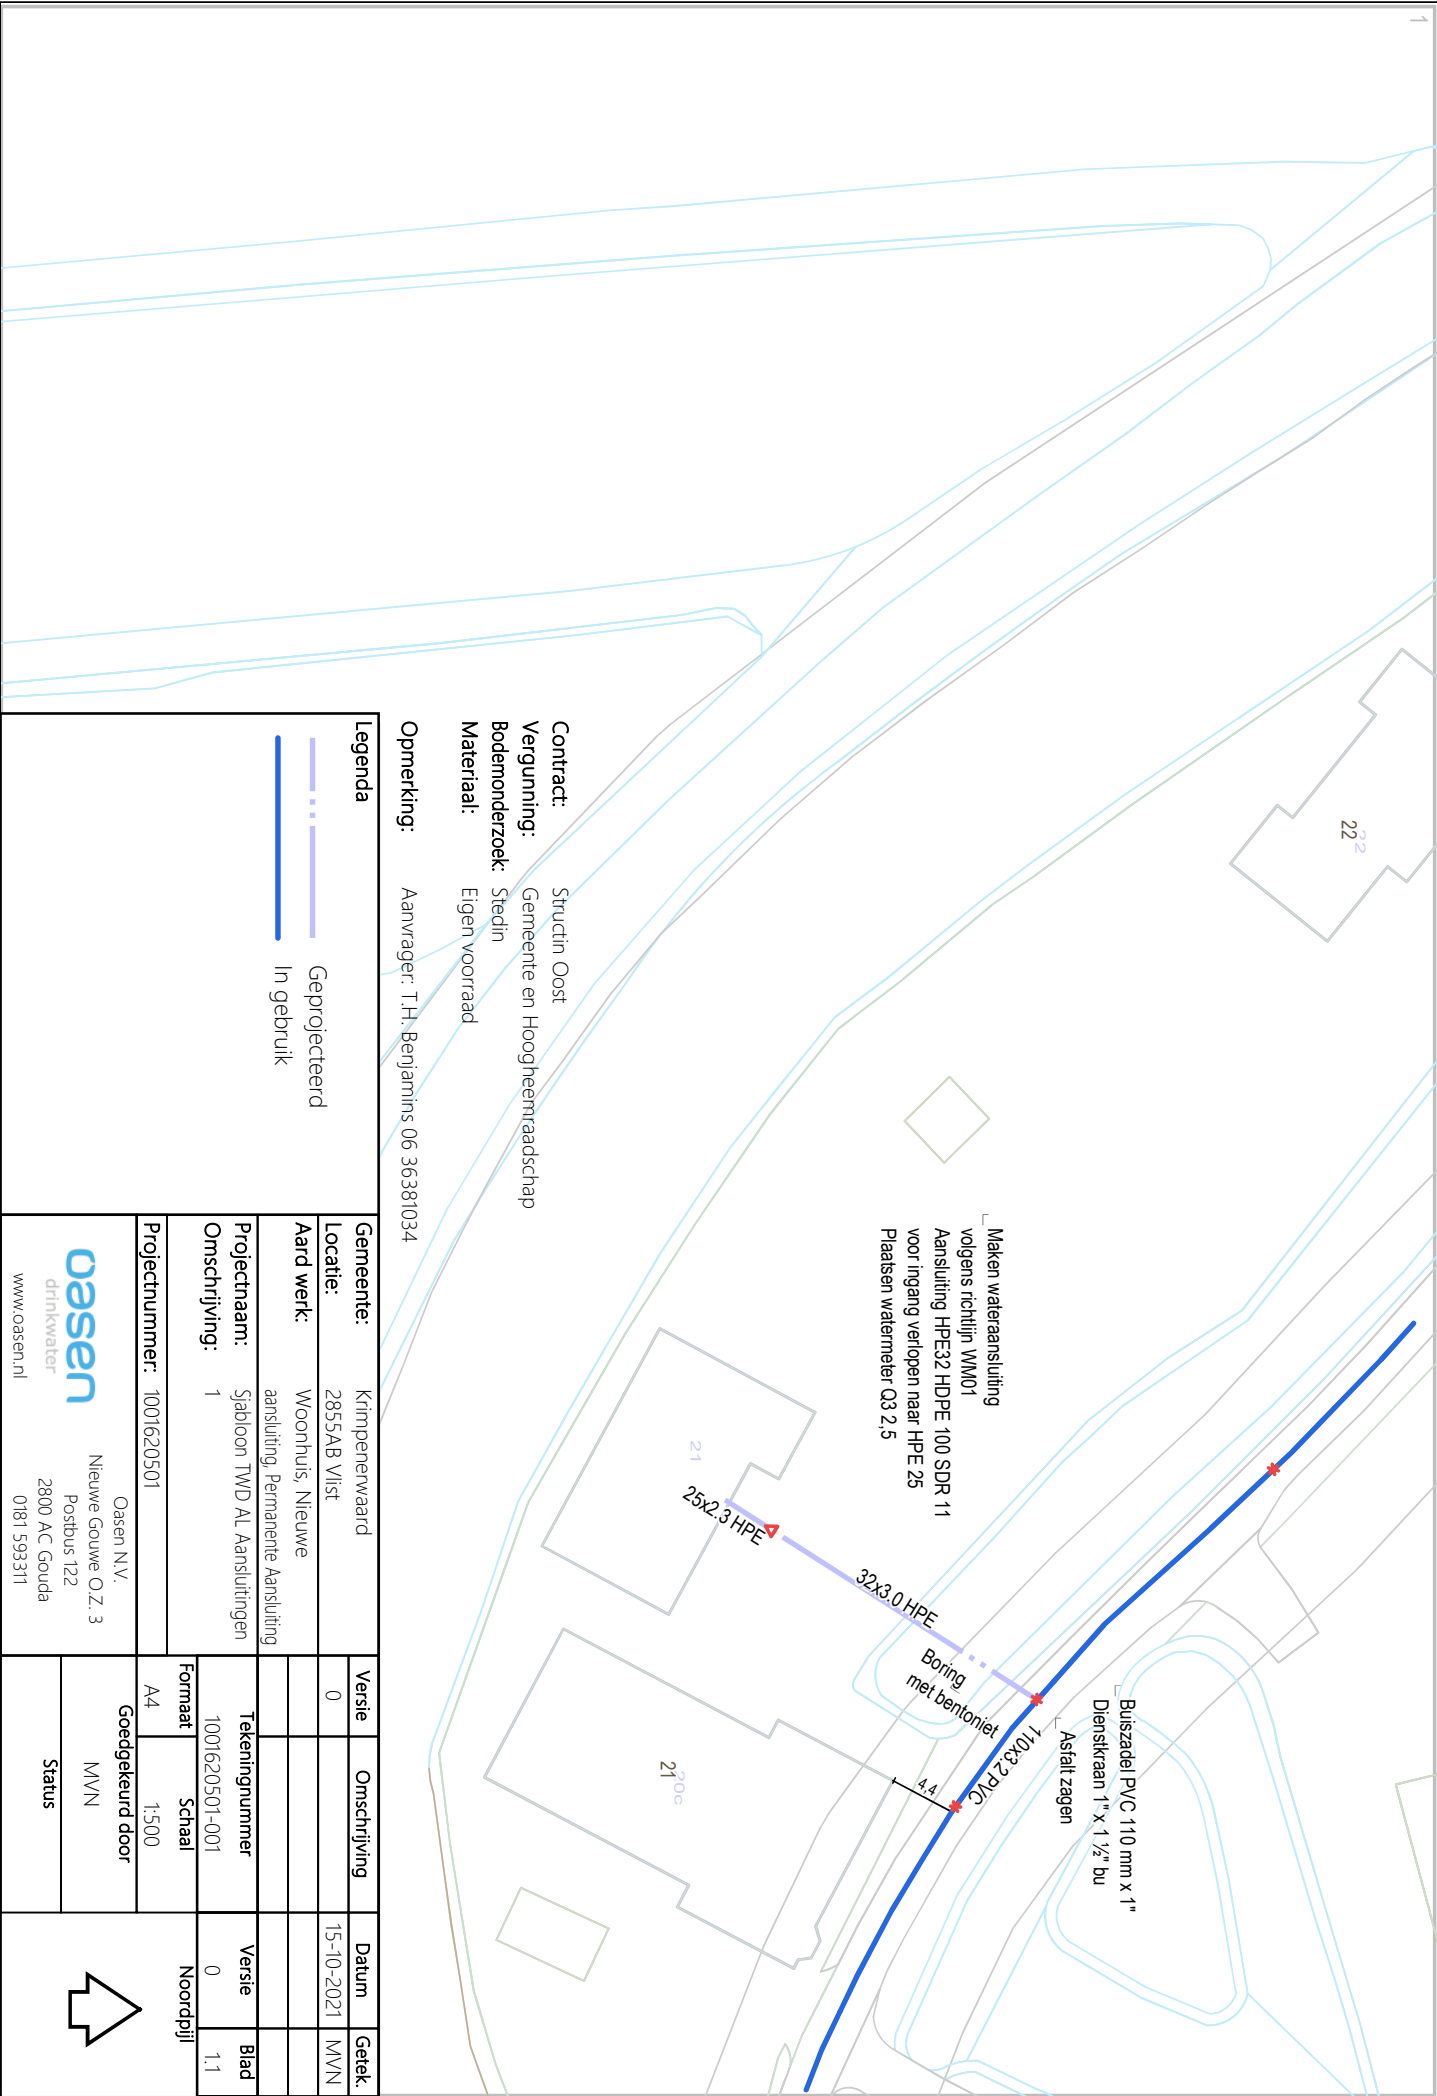 1
22
22
Maken wateraansluiting
volgens richtlijn WM01
Aansluiting HPE32 HDPE 100 SDR 11
voor ingang verlopen naar HPE 25
Plaatsen watermeter Q3 2,5
Buiszadel PVC 110 mm x 1"
Dienstkraan 1" x 1 ½" bu
Asfalt zagen
110x3.2 PVC
Boring
met bentoniet
32x3.0 HPE
25x2.3 HPE
4,4
21
20c
21
Contract: Structin Oost
Vergunning: Gemeente en Hoogheemraadschap
Bodemonderzoek: Stedin
Materiaal: Eigen voorraad
Opmerking: Aanvrager: T.H. Benjamins 06 36381034
Legenda
Geprojecteerd
In gebruik
Gemeente: Krimpenerwaard
Locatie: 2855AB Vlist
Aard werk: Woonhuis, Nieuwe
aansluiting, Permanente Aansluiting
Projectnaam: Sjabloon TWD AL Aansluitingen
Omschrijving: 1
Projectnummer: 1001620501
oasen
drinkwater
www.oasen.nl
Oasen N.V.
Nieuwe Gouwe O.Z. 3
Postbus 122
2800 AC Gouda
0181 593311
Versie Omschrijving Datum Getek.
0 15-10-2021 MVN
Tekeningnummer Versie Blad
1001620501-001 0 1.1
Formaat Schaal Noordpijl
A4 1:500
Goedgekeurd door
MVN
Status